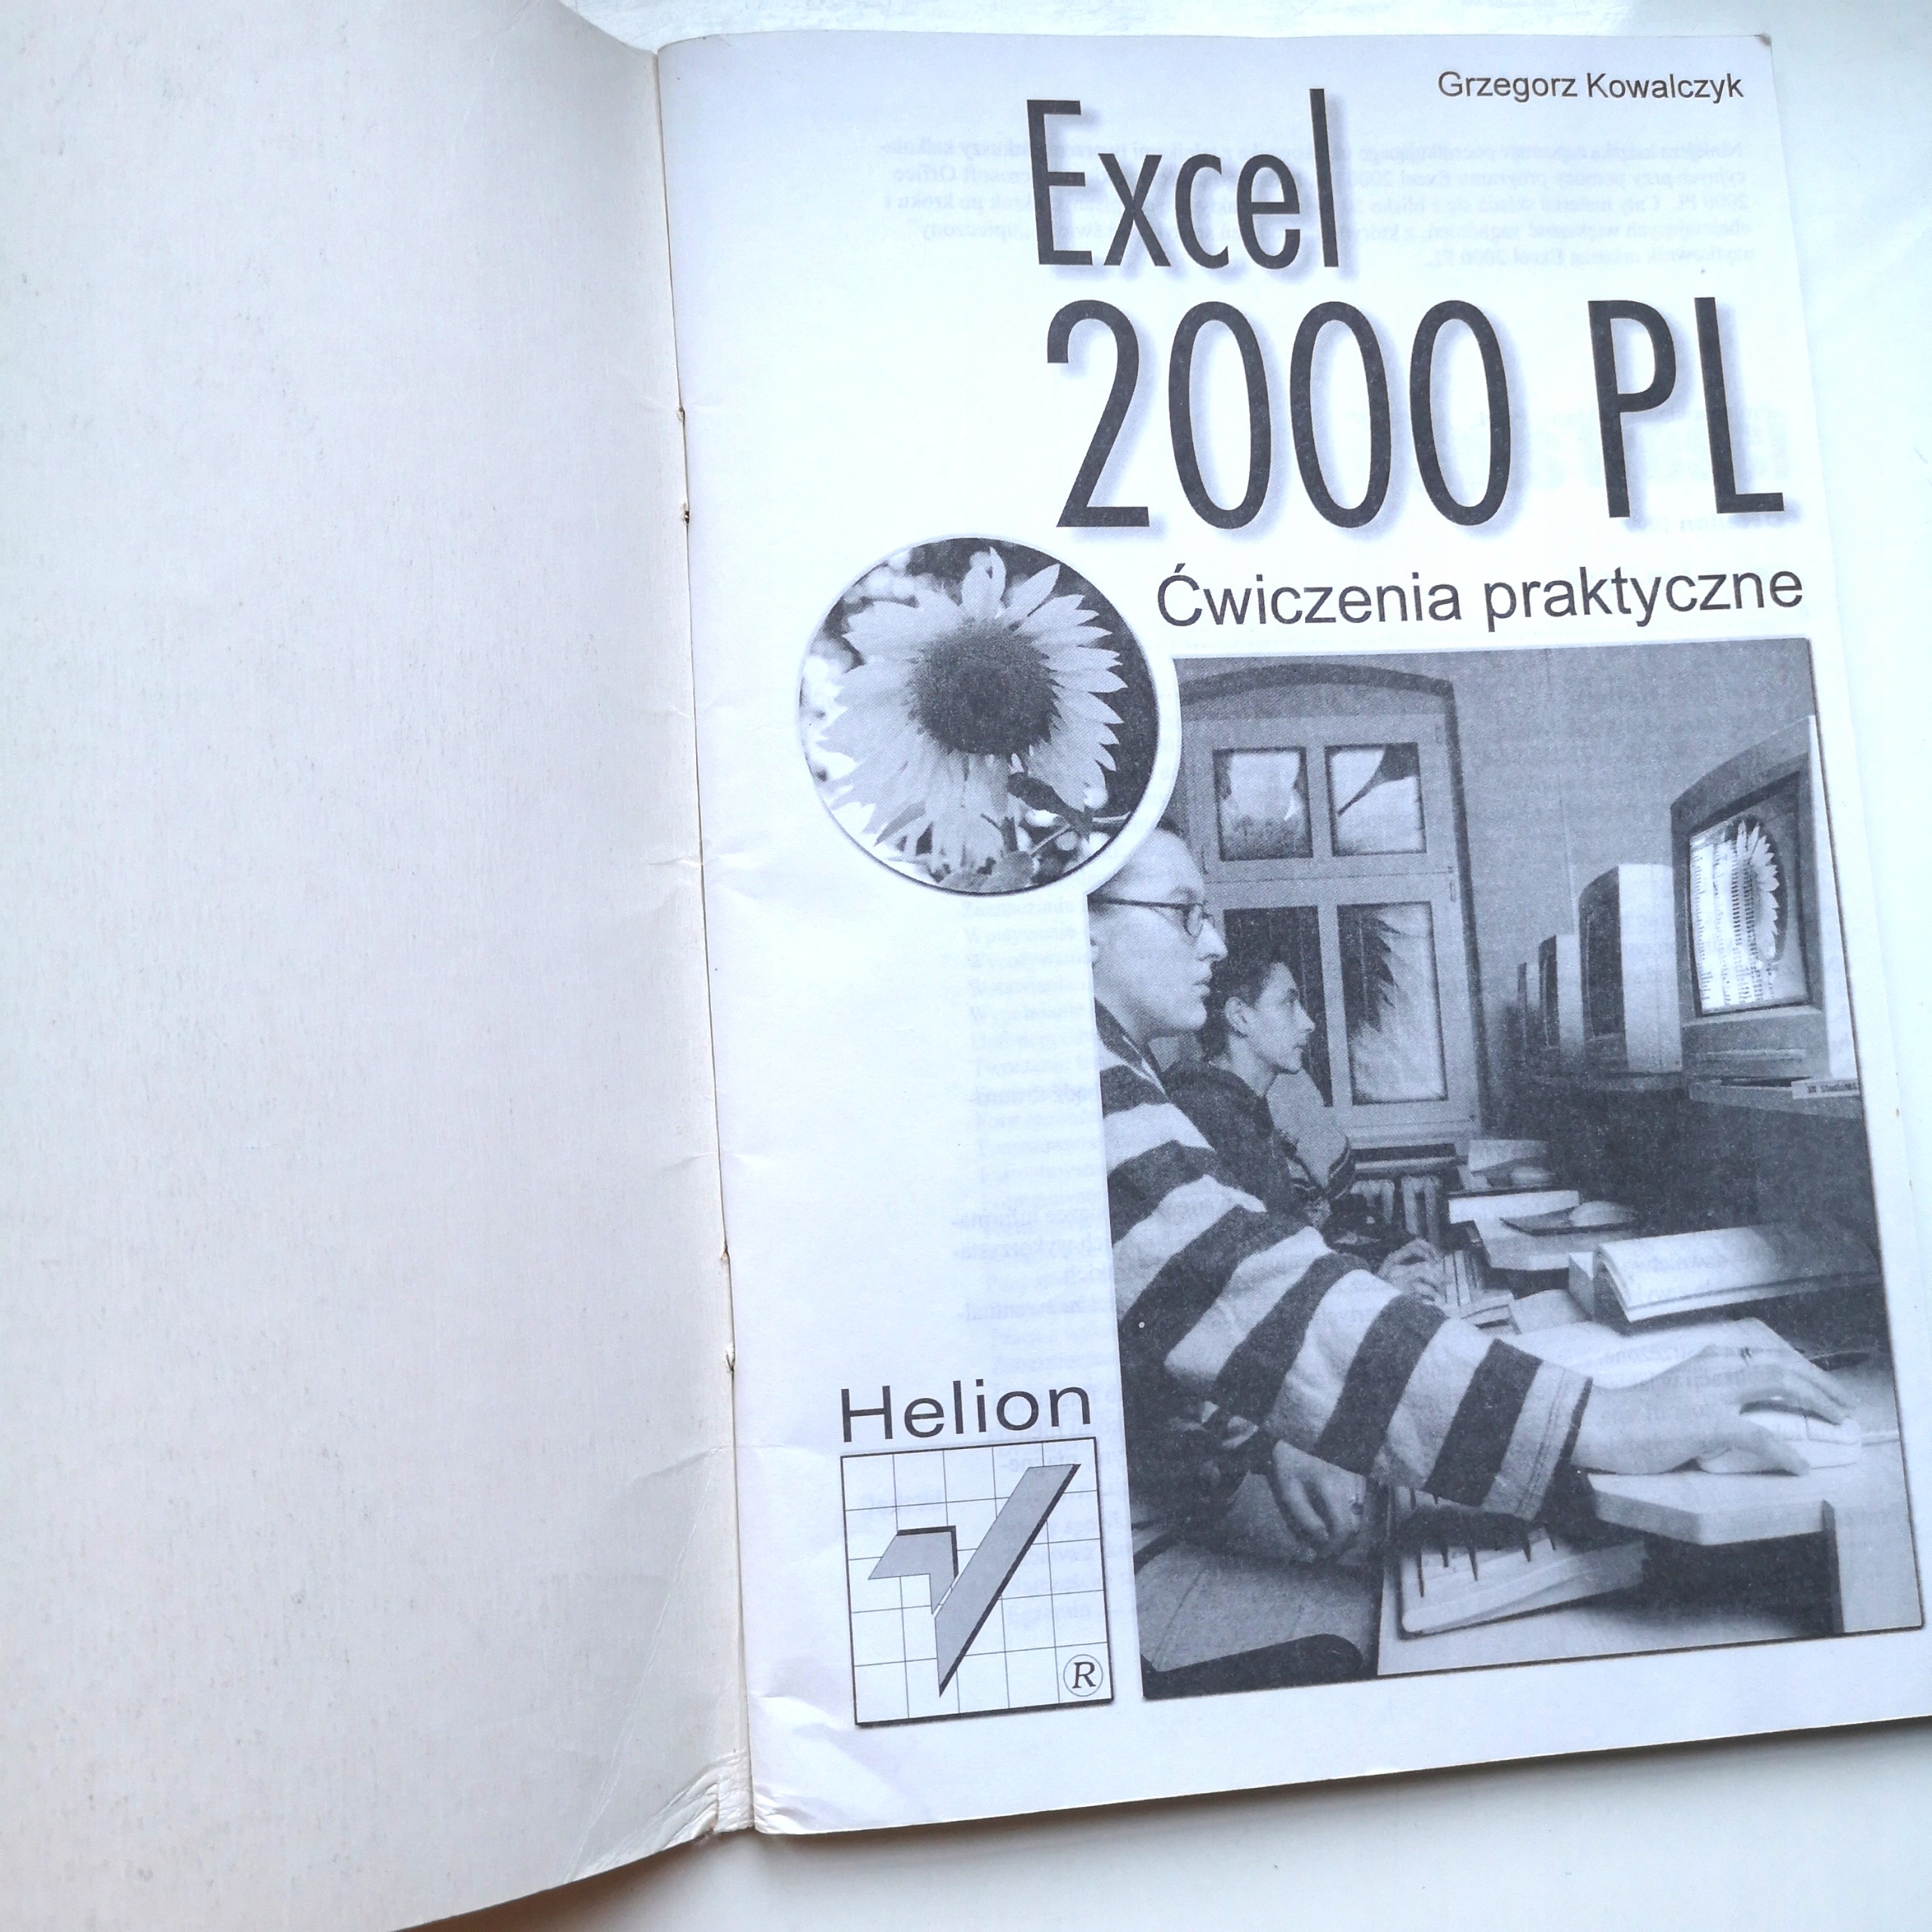 Grzegorz Kowalczyk
Excel
2000 PL
Ćwiczenia praktyczne
Helion
®